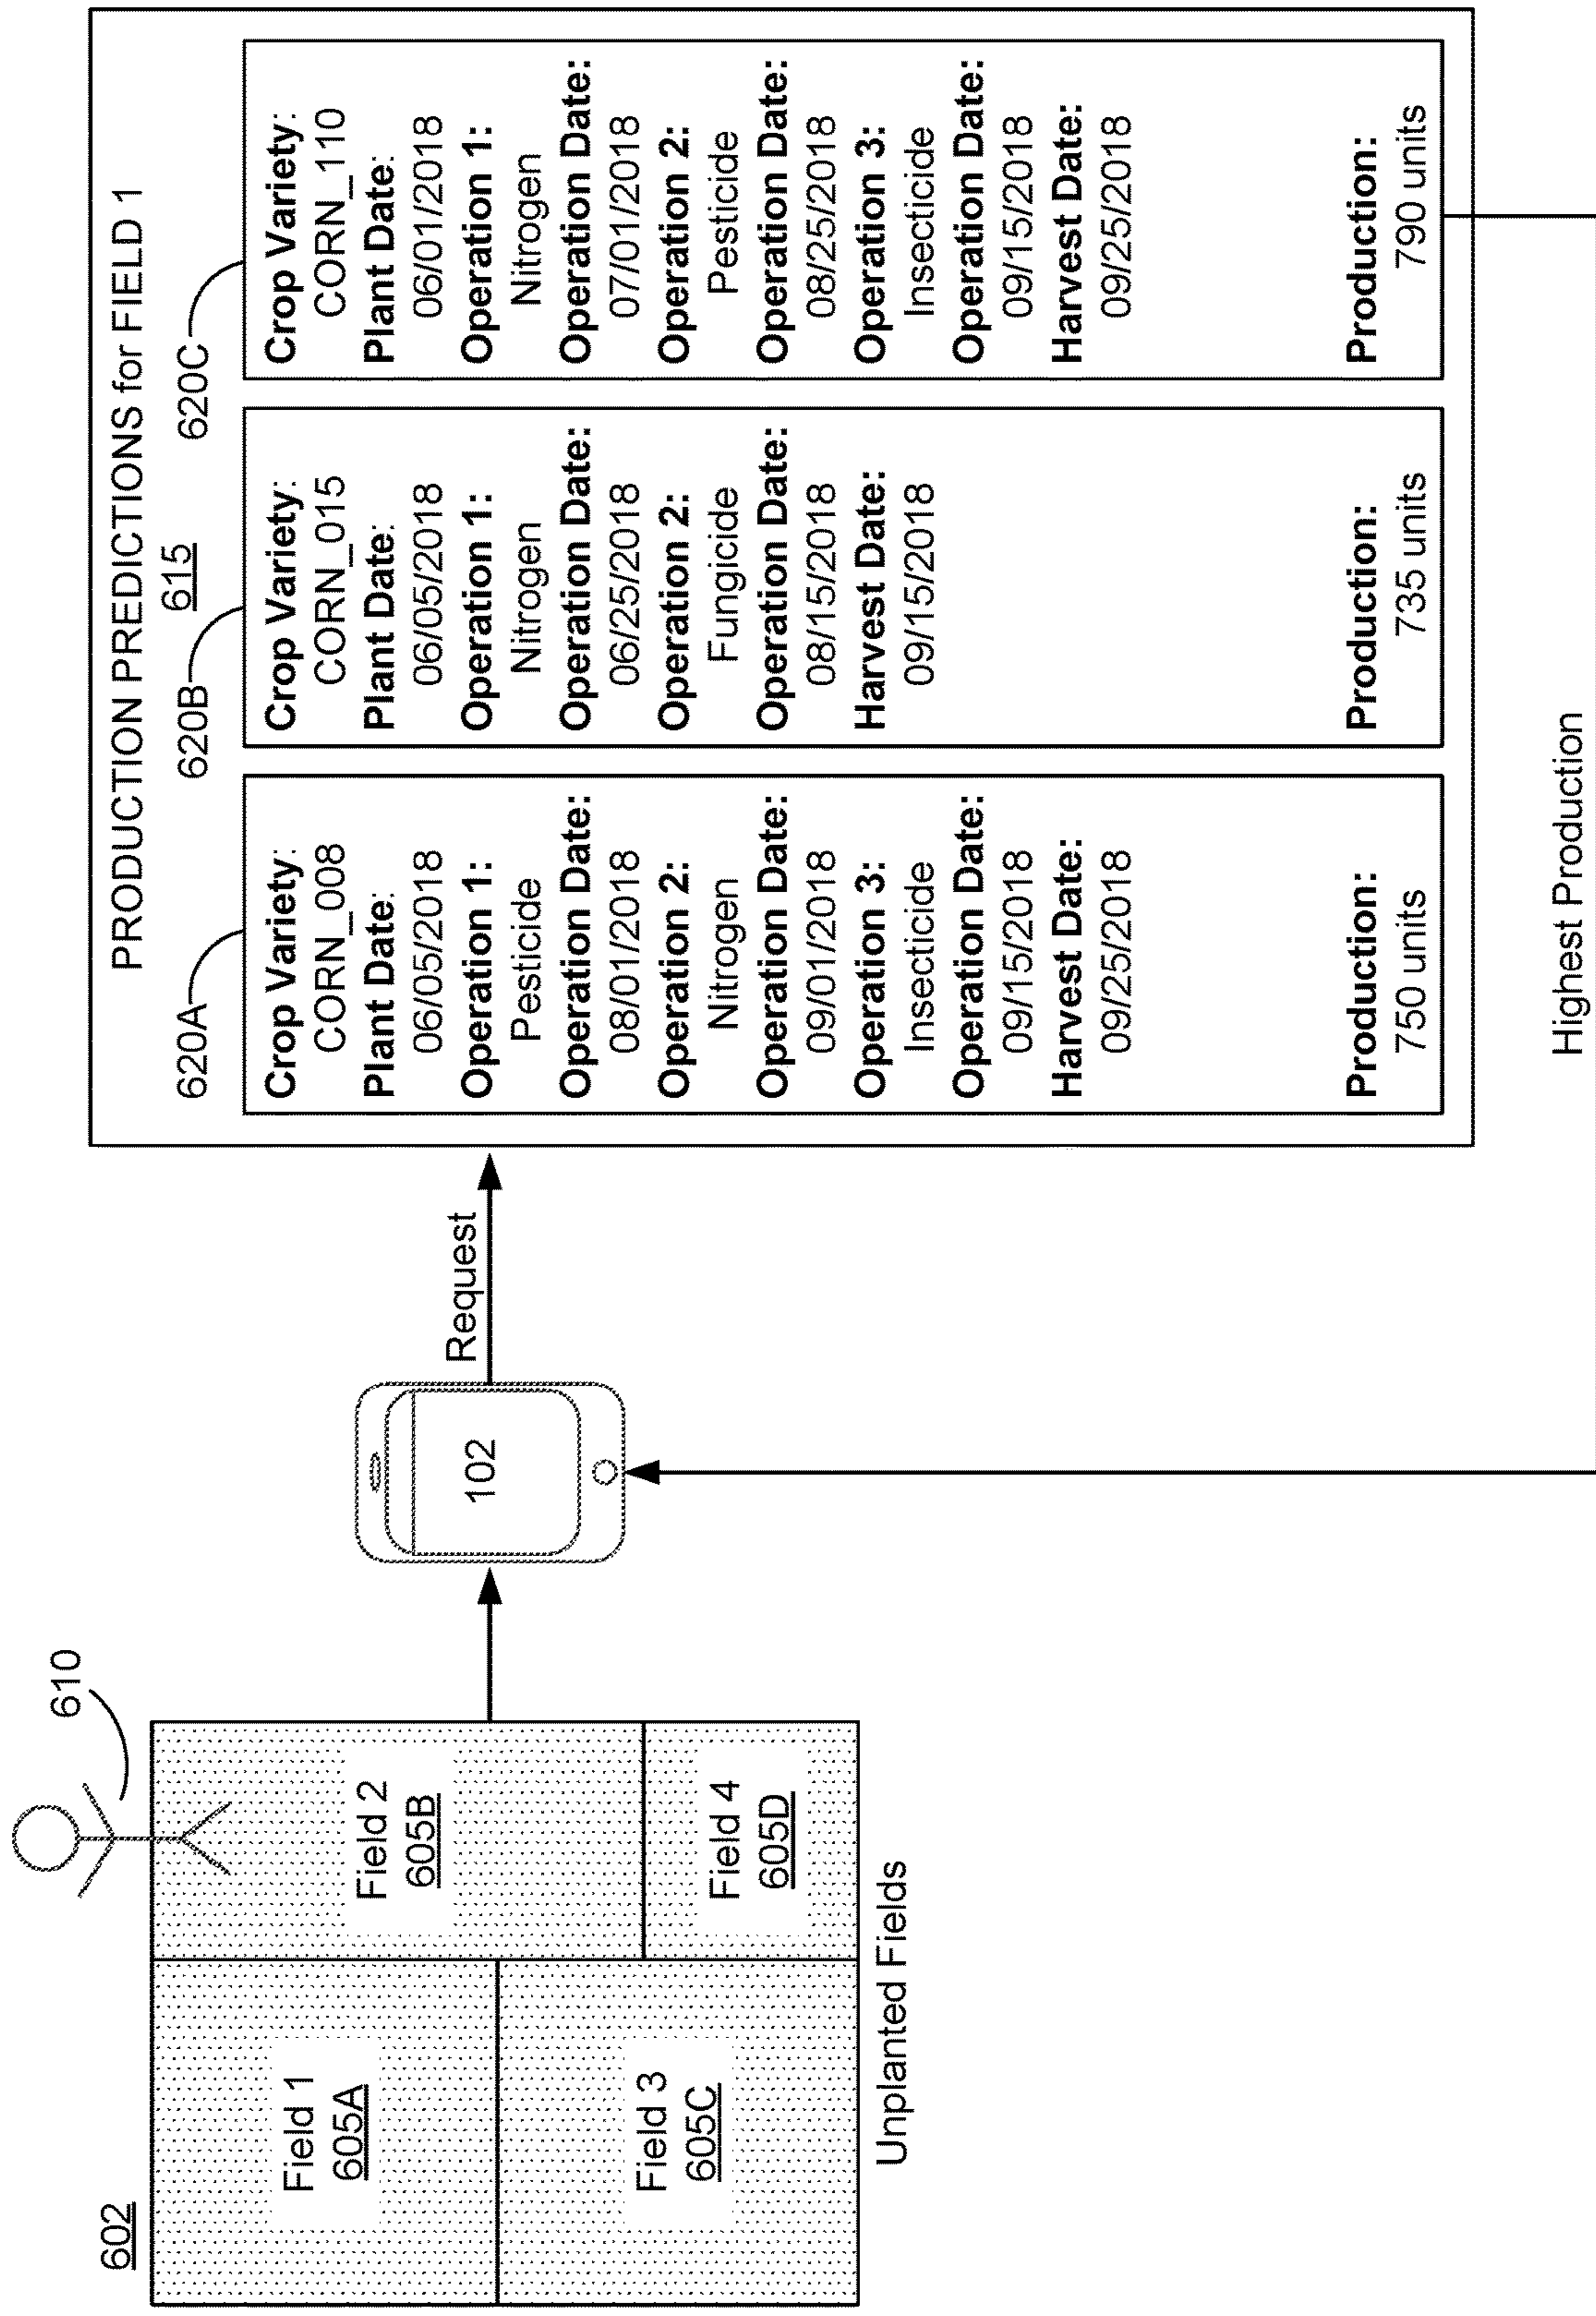 602
610
Field 1
605A
Field 2
605B
Field 3
605C
Field 4
605D
Unplanted Fields
102
Request
PRODUCTION PREDICTIONS for FIELD 1
615
620A
Crop Variety:
CORN_008
Plant Date:
06/05/2018
Operation 1:
Pesticide
Operation Date:
08/01/2018
Operation 2:
Nitrogen
Operation Date:
09/01/2018
Operation 3:
Insecticide
Operation Date:
09/15/2018
Harvest Date:
09/25/2018
Production:
750 units
620B
Crop Variety:
CORN_015
Plant Date:
06/05/2018
Operation 1:
Nitrogen
Operation Date:
06/25/2018
Operation 2:
Fungicide
Operation Date:
08/15/2018
Harvest Date:
09/15/2018
Production:
735 units
620C
Crop Variety:
CORN_110
Plant Date:
06/01/2018
Operation 1:
Nitrogen
Operation Date:
07/01/2018
Operation 2:
Pesticide
Operation Date:
08/25/2018
Operation 3:
Insecticide
Operation Date:
09/15/2018
Harvest Date:
09/25/2018
Production:
790 units
Highest Production